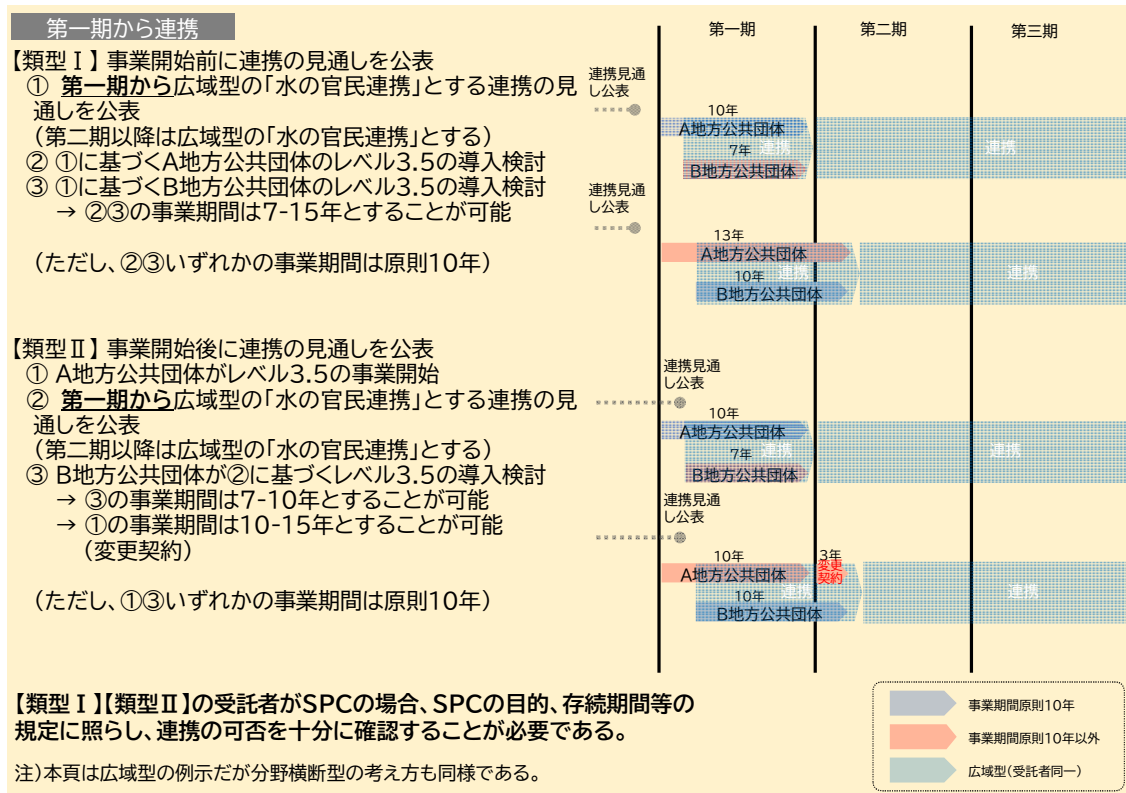 第一期から連携
【類型Ⅰ】事業開始前に連携の見通しを公表
① 第一期から広域型の「水の官民連携」とする連携の見
通しを公表
（第二期以降は広域型の「水の官民連携」とする）
② ①に基づくA地方公共団体のレベル3.5の導入検討
③ ①に基づくB地方公共団体のレベル3.5の導入検討
→ ②③の事業期間は7-15年とすることが可能
（ただし、②③いずれかの事業期間は原則10年）
【類型Ⅱ】事業開始後に連携の見通しを公表
① A地方公共団体がレベル3.5の事業開始
② 第一期から広域型の「水の官民連携」とする連携の見
通しを公表
（第二期以降は広域型の「水の官民連携」とする）
③ B地方公共団体が②に基づくレベル3.5の導入検討
→ ③の事業期間は7-10年とすることが可能
→ ①の事業期間は10-15年とすることが可能
（変更契約）
（ただし、①③いずれかの事業期間は原則10年）
第一期
第二期
第三期
連携見通
し公表
10年
A地方公共団体
7年
連携
B地方公共団体
連携
連携見通
し公表
13年
A地方公共団体
10年
連携
B地方公共団体
連携
連携見通
し公表
10年
A地方公共団体
7年
連携
B地方公共団体
連携
連携見通
し公表
10年
A地方公共団体
3年
変更
契約
10年
連携
B地方公共団体
連携
【類型Ⅰ】【類型Ⅱ】の受託者がSPCの場合、SPCの目的、存続期間等の
規定に照らし、連携の可否を十分に確認することが必要である。
注）本頁は広域型の例示だが分野横断型の考え方も同様である。
事業期間原則10年
事業期間原則10年以外
広域型（受託者同一）